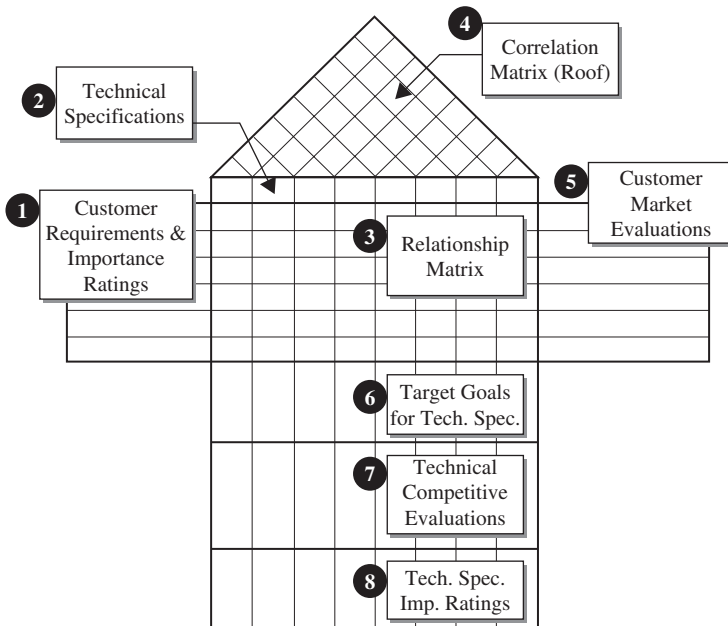 1
Customer
Requirements &
Importance
Ratings
2
Technical
Specifications
3
Relationship
Matrix
4
Correlation
Matrix (Roof)
5
Customer
Market
Evaluations
6
Target Goals
for Tech. Spec.
7
Technical
Competitive
Evaluations
8
Tech. Spec.
Imp. Ratings